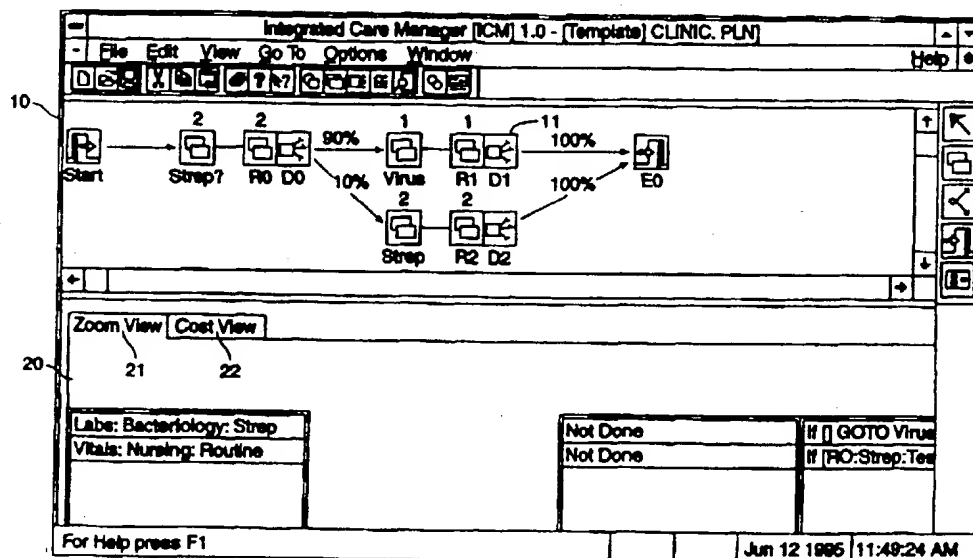 Integrated Care Manager [ICM] 1.0 - [Template] CLINIC. PLN]
File Edit View Go To Options Window Help
10
2 2 90% 1 1 11 100%
Start Strep? R0 D0 Virus R1 D1 E0
10% 2 2 100%
Strep R2 D2
Zoom View Cost View
20 21 22
Labs: Bacteriology: Strep Not Done If [] GOTO Virus
Vitals: Nursing: Routine Not Done If [RO:Strep:Tes
For Help press F1 Jun 12 1995 11:49:24 AM